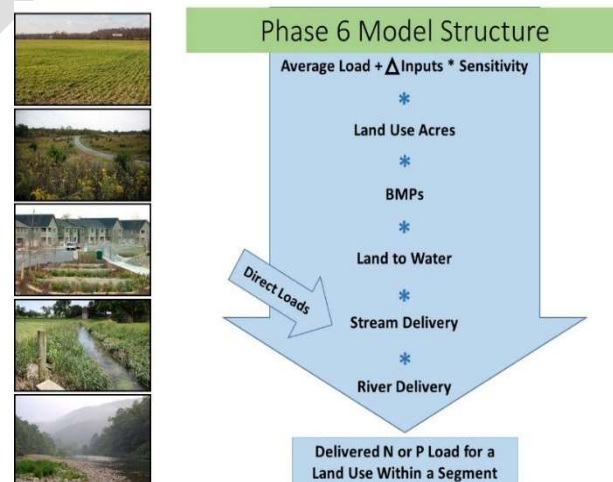 Phase 6 Model Structure
Average Load + Δ Inputs * Sensitivity
*
Land Use Acres
*
BMPs
*
Land to Water
*
Direct Loads
Stream Delivery
*
River Delivery
Delivered N or P Load for a
Land Use Within a Segment